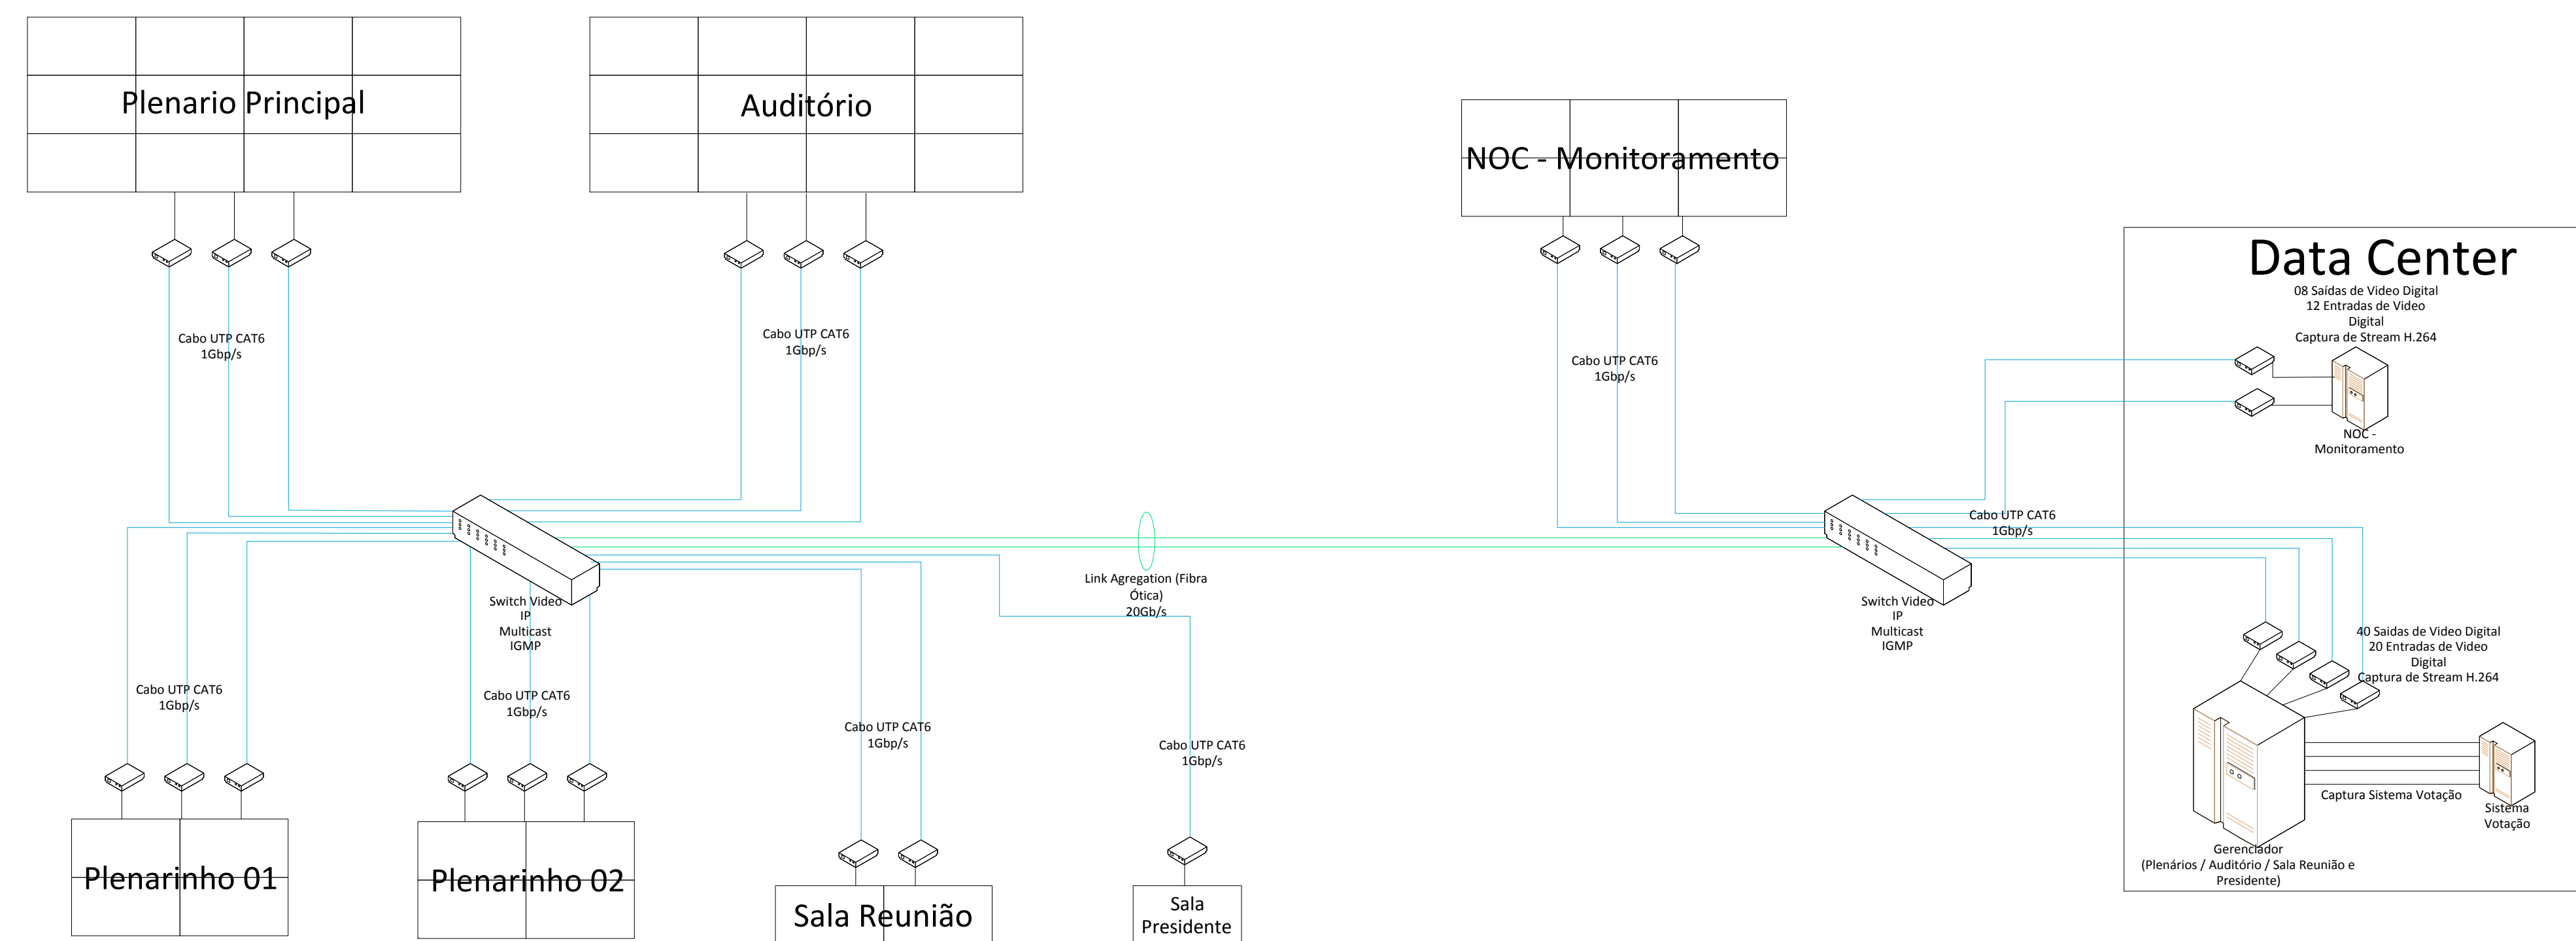 Plenario Principal
Auditório
NOC - Monitoramento
Data Center
08 Saídas de Video Digital
12 Entradas de Video
Digital
Captura de Stream H.264
NOC -
Monitoramento
Cabo UTP CAT6
1Gbp/s
Cabo UTP CAT6
1Gbp/s
Cabo UTP CAT6
1Gbp/s
Cabo UTP CAT6
1Gbp/s
Switch Video
IP
Multicast
IGMP
Link Agregation (Fibra
Ótica)
20Gb/s
Switch Video
IP
Multicast
IGMP
40 Saidas de Video Digital
20 Entradas de Video
Digital
Captura de Stream H.264
Cabo UTP CAT6
1Gbp/s
Cabo UTP CAT6
1Gbp/s
Cabo UTP CAT6
1Gbp/s
Cabo UTP CAT6
1Gbp/s
Captura Sistema Votação
Sistema
Votação
Gerenciador
(Plenários / Auditório / Sala Reunião e
Presidente)
Plenarinho 01
Plenarinho 02
Sala Reunião
Sala
Presidente